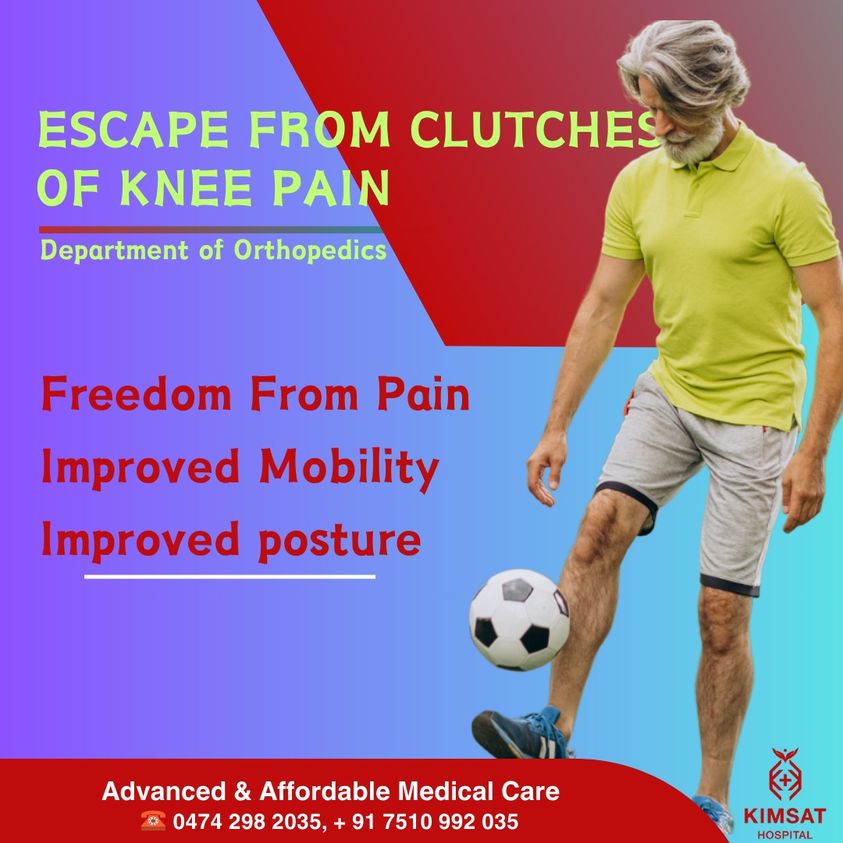 ESCAPE FROM CLUTCHES
OF KNEE PAIN
Department of Orthopedics
Freedom From Pain
Improved Mobility
Improved posture
Advanced & Affordable Medical Care
☎ 0474 298 2035, + 91 7510 992 035
KIMSAT
HOSPITAL